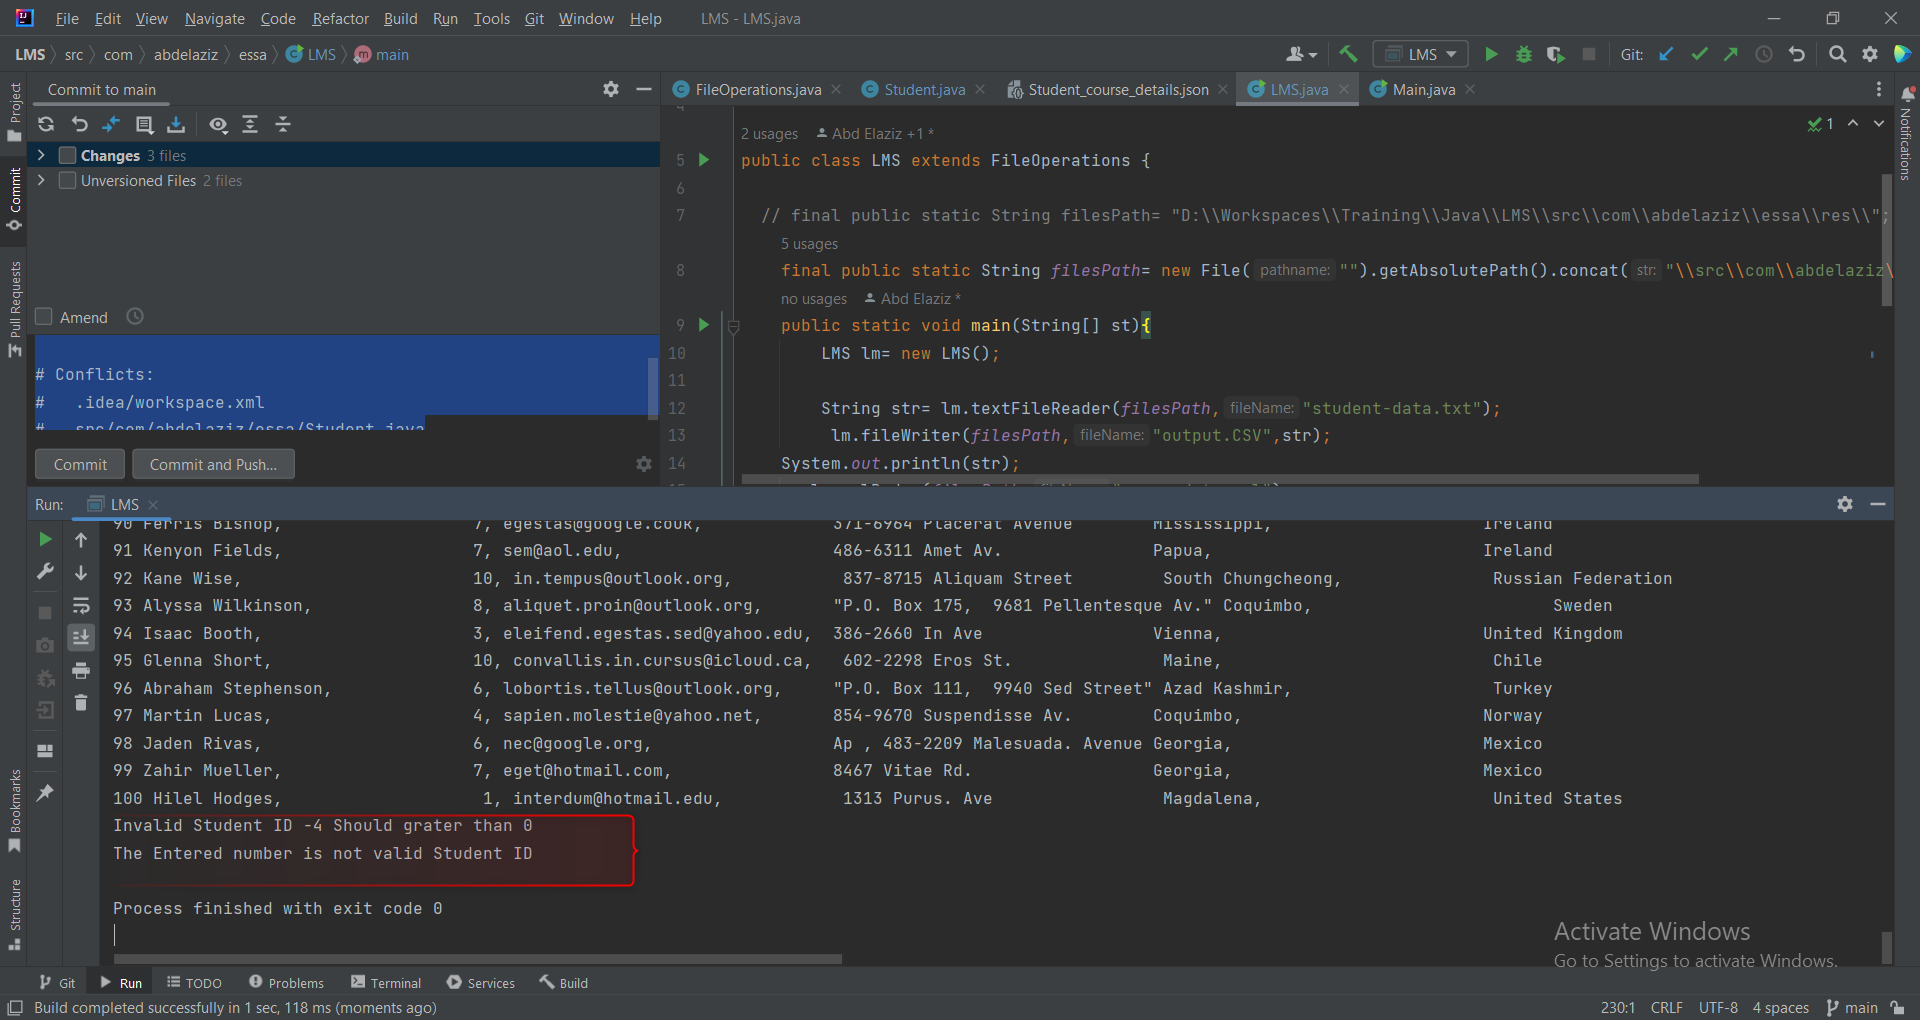 File Edit View Navigate Code Refactor Build Run Tools Git Window Help LMS - LMS.java
LMS src com abdelaziz essa LMS main
LMS Git:
Project
Commit
Pull Requests
Bookmarks
Structure
Notifications
Commit to main
Changes 3 files
Unversioned Files 2 files
Amend
# Conflicts:
# .idea/workspace.xml
# src/com/abdelaziz/essa/Student.java
Commit Commit and Push...
FileOperations.java Student.java Student_course_details.json LMS.java Main.java
1
4
2 usages Abd Elaziz +1 *
5 public class LMS extends FileOperations {
6
7 // final public static String filesPath= "D:\\Workspaces\\Training\\Java\\LMS\\src\\com\\abdelaziz\\essa\\res\\";
5 usages
8 final public static String filesPath= new File( pathname: "").getAbsolutePath().concat( str: "\\src\\com\\abdelaziz\
no usages Abd Elaziz *
9 public static void main(String[] st){
10 LMS lm= new LMS();
11
12 String str= lm.textFileReader(filesPath, fileName: "student-data.txt");
13 lm.fileWriter(filesPath, fileName: "output.CSV",str);
14 System.out.println(str);
Run: LMS
90 Ferris Bishop, 7, egestas@google.couk, 371-6964 Placerat Avenue Mississippi, Ireland
91 Kenyon Fields, 7, sem@aol.edu, 486-6311 Amet Av. Papua, Ireland
92 Kane Wise, 10, in.tempus@outlook.org, 837-8715 Aliquam Street South Chungcheong, Russian Federation
93 Alyssa Wilkinson, 8, aliquet.proin@outlook.org, "P.O. Box 175, 9681 Pellentesque Av." Coquimbo, Sweden
94 Isaac Booth, 3, eleifend.egestas.sed@yahoo.edu, 386-2660 In Ave Vienna, United Kingdom
95 Glenna Short, 10, convallis.in.cursus@icloud.ca, 602-2298 Eros St. Maine, Chile
96 Abraham Stephenson, 6, lobortis.tellus@outlook.org, "P.O. Box 111, 9940 Sed Street" Azad Kashmir, Turkey
97 Martin Lucas, 4, sapien.molestie@yahoo.net, 854-9670 Suspendisse Av. Coquimbo, Norway
98 Jaden Rivas, 6, nec@google.org, Ap , 483-2209 Malesuada. Avenue Georgia, Mexico
99 Zahir Mueller, 7, eget@hotmail.com, 8467 Vitae Rd. Georgia, Mexico
100 Hilel Hodges, 1, interdum@hotmail.edu, 1313 Purus. Ave Magdalena, United States
Invalid Student ID -4 Should grater than 0
The Entered number is not valid Student ID
Process finished with exit code 0
Activate Windows
Go to Settings to activate Windows.
Git Run TODO Problems Terminal Services Build
Build completed successfully in 1 sec, 118 ms (moments ago) 230:1 CRLF UTF-8 4 spaces main